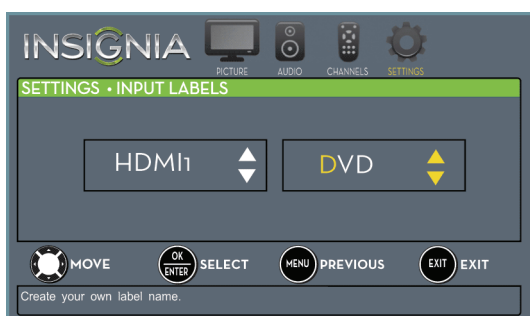 INSIGNIA
PICTURE AUDIO CHANNELS SETTINGS
SETTINGS • INPUT LABELS
HDMI1 DVD
MOVE OK ENTER SELECT MENU PREVIOUS EXIT EXIT
Create your own label name.